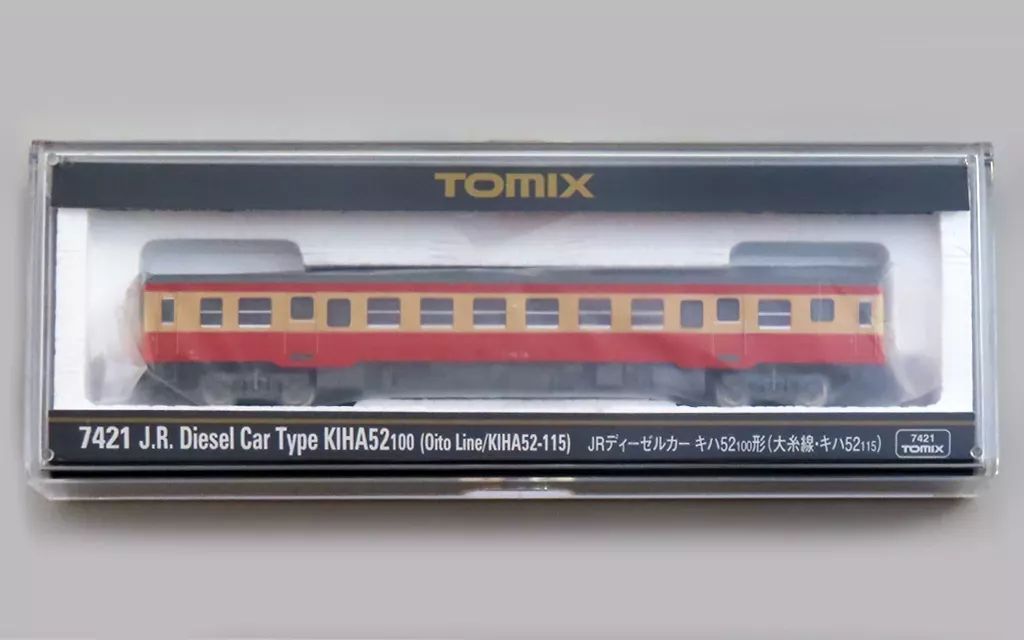 TOMIX
7421 J.R. Diesel Car Type KIHA52100 (Oito Line/KIHA52-115) JRディーゼルカー キハ52100形(大糸線・キハ52115)
7421
TOMIX